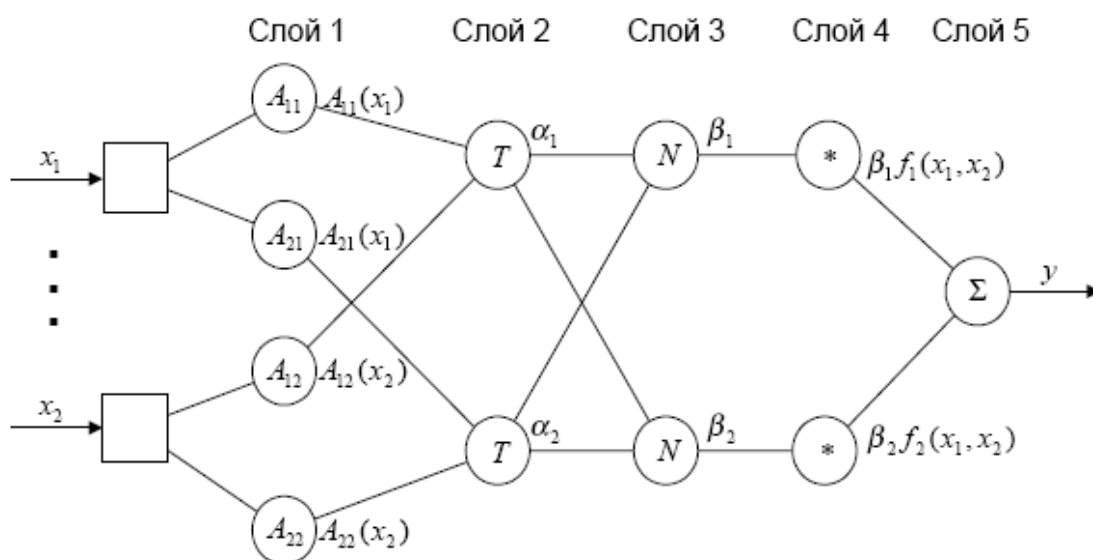 Слой 1 Слой 2 Слой 3 Слой 4 Слой 5
A₁₁ A₁₁(x₁)
x₁ T α₁ N β₁ * β₁f₁(x₁,x₂)
A₂₁ A₂₁(x₁)
Σ y
A₁₂ A₁₂(x₂)
x₂ T α₂ N β₂ * β₂f₂(x₁,x₂)
A₂₂ A₂₂(x₂)